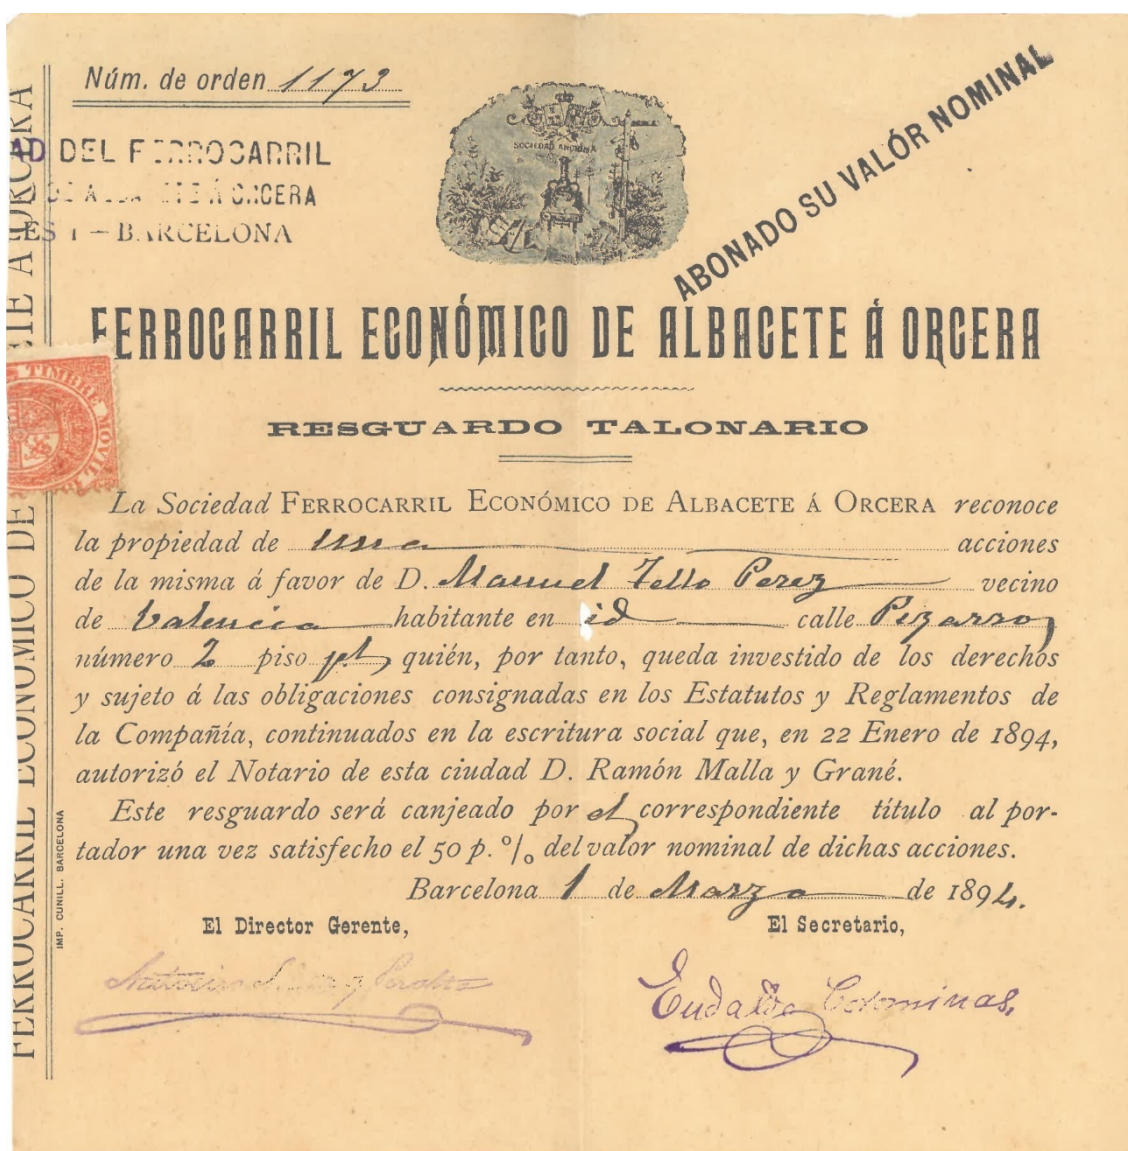 Núm. de orden 1173
AD DEL FERROCARRIL
Á ORCERA
ES 1 – BARCELONA
SOCIEDAD ANÓNIMA
ABONADO SU VALÓR NOMINAL
FERROCARRIL ECONÓMICO DE ALBACETE Á ORCERA
TIMBRE MOVIL
RESGUARDO TALONARIO
La Sociedad FERROCARRIL ECONÓMICO DE ALBACETE Á ORCERA reconoce
la propiedad de una acciones
de la misma á favor de D. Manuel Tello Perez vecino
de Valencia habitante en id calle Pizarro
número 2 piso pl quién, por tanto, queda investido de los derechos
y sujeto á las obligaciones consignadas en los Estatutos y Reglamentos de
la Compañía, continuados en la escritura social que, en 22 Enero de 1894,
autorizó el Notario de esta ciudad D. Ramón Malla y Grané.
Este resguardo será canjeado por el correspondiente título al por-
tador una vez satisfecho el 50 p. % del valor nominal de dichas acciones.
Barcelona 1 de Marzo de 1894.
El Director Gerente,
El Secretario,
Eudaldo Colominas.
IMP. CUNILL. BARCELONA
FERROCARRIL ECONÓMICO DE ETE A ORCERA